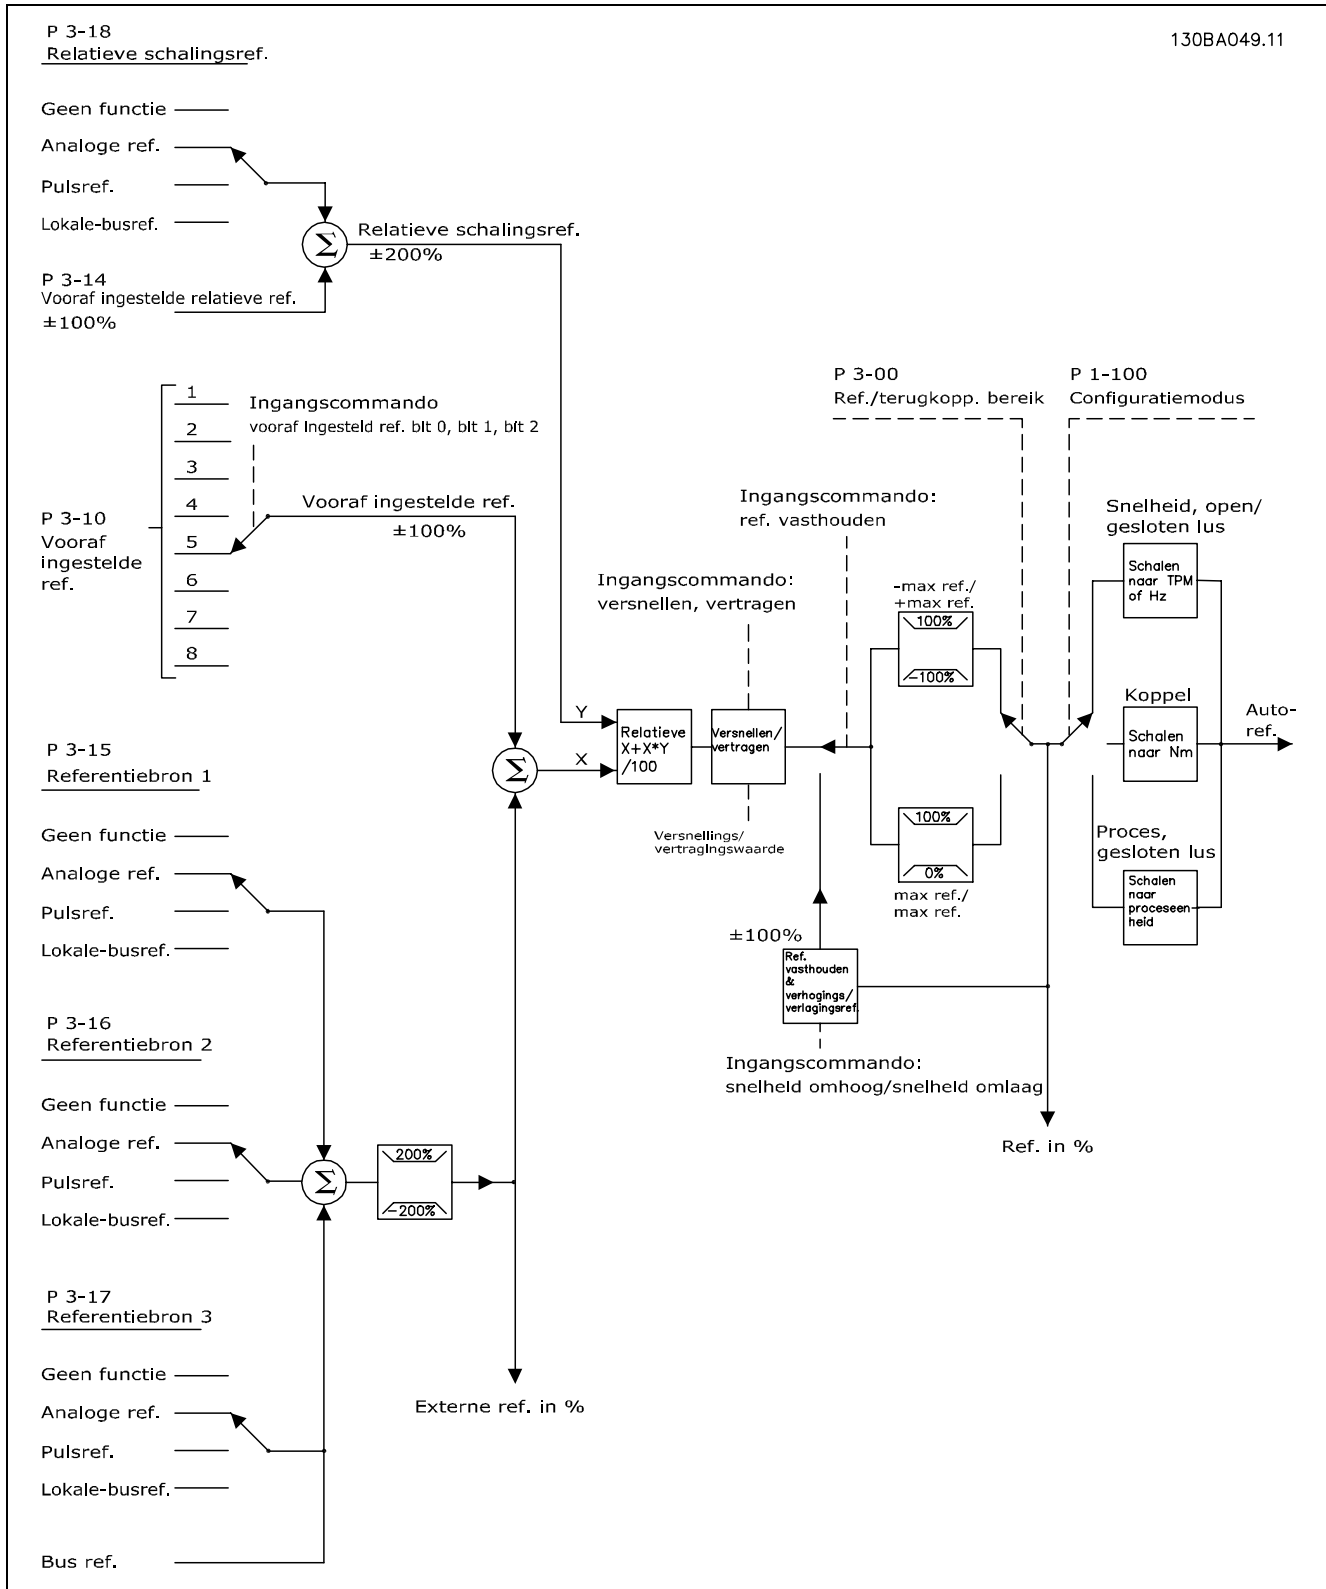 P 3-18
Relatieve schalingsref.
130BA049.11
Geen functie
Analoge ref.
Pulsref.
Lokale-busref.
Σ
Relatieve schalingsref.
±200%
P 3-14
Vooraf ingestelde relatieve ref.
±100%
P 3-10
Vooraf
ingestelde
ref.
1
2
3
4
5
6
7
8
Ingangscommando
vooraf Ingesteld ref. blt 0, blt 1, bit 2
Vooraf ingestelde ref.
±100%
P 3-00
Ref./terugkopp. bereik
P 1-100
Configuratiemodus
Ingangscommando:
ref. vasthouden
Ingangscommando:
versnellen, vertragen
-max ref./
+max ref.
100%
-100%
Snelheid, open/
gesloten lus
Schalen
naar TPM
of Hz
Y
X
Σ
Relatieve
X+X*Y
/100
Versnellen/
vertragen
Versnellings/
vertragingswaarde
Koppel
Schalen
naar Nm
Auto-
ref.
100%
0%
max ref./
max ref.
Proces,
gesloten lus
Schalen
naar
proceseen-
heid
±100%
Ref.
vasthouden
&
verhogings/
verlagingsref.
Ingangscommando:
snelheld omhoog/snelheld omlaag
Ref. in %
P 3-15
Referentiebron 1
Geen functie
Analoge ref.
Pulsref.
Lokale-busref.
P 3-16
Referentiebron 2
Geen functie
Analoge ref.
Pulsref.
Lokale-busref.
Σ
200%
-200%
P 3-17
Referentiebron 3
Geen functie
Analoge ref.
Pulsref.
Lokale-busref.
Externe ref. in %
Bus ref.